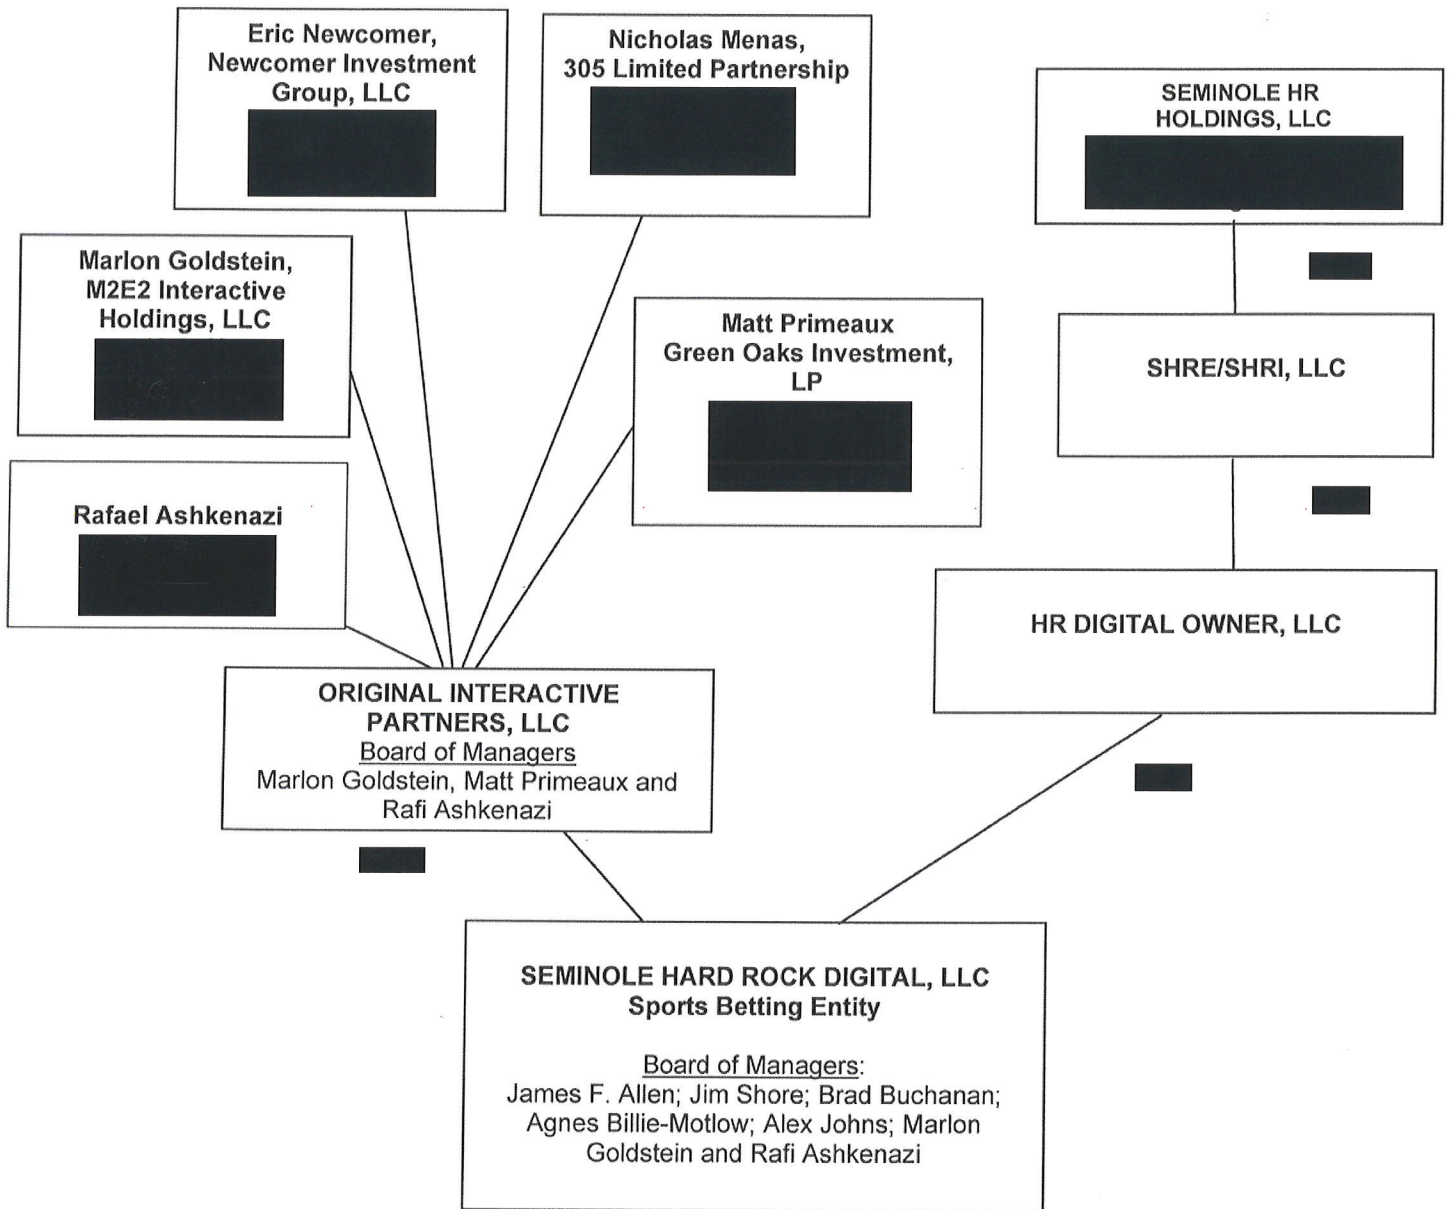 Eric Newcomer,
Newcomer Investment
Group, LLC
Nicholas Menas,
305 Limited Partnership
SEMINOLE HR
HOLDINGS, LLC
Marlon Goldstein,
M2E2 Interactive
Holdings, LLC
Matt Primeaux
Green Oaks Investment,
LP
SHRE/SHRI, LLC
Rafael Ashkenazi
HR DIGITAL OWNER, LLC
ORIGINAL INTERACTIVE
PARTNERS, LLC
Board of Managers
Marlon Goldstein, Matt Primeaux and
Rafi Ashkenazi
SEMINOLE HARD ROCK DIGITAL, LLC
Sports Betting Entity
Board of Managers:
James F. Allen; Jim Shore; Brad Buchanan;
Agnes Billie-Motlow; Alex Johns; Marlon
Goldstein and Rafi Ashkenazi